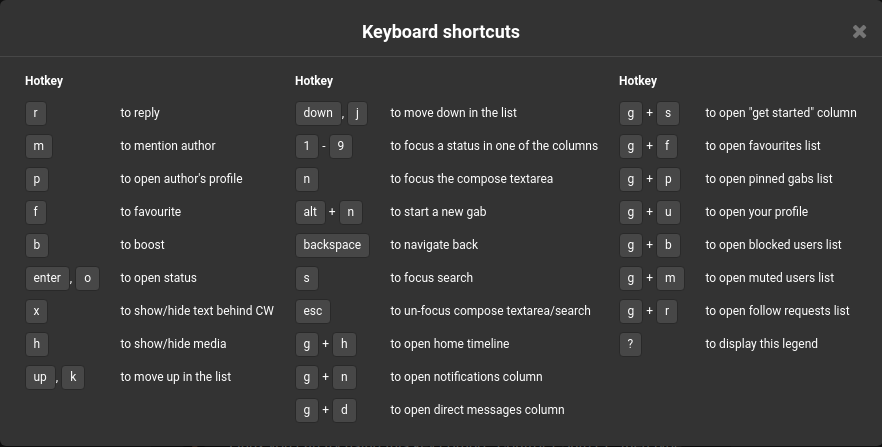 Keyboard shortcuts
Hotkey
r to reply
m to mention author
p to open author's profile
f to favourite
b to boost
enter , o to open status
x to show/hide text behind CW
h to show/hide media
up , k to move up in the list
Hotkey
down , j to move down in the list
1 - 9 to focus a status in one of the columns
n to focus the compose textarea
alt + n to start a new gab
backspace to navigate back
s to focus search
esc to un-focus compose textarea/search
g + h to open home timeline
g + n to open notifications column
g + d to open direct messages column
Hotkey
g + s to open "get started" column
g + f to open favourites list
g + p to open pinned gabs list
g + u to open your profile
g + b to open blocked users list
g + m to open muted users list
g + r to open follow requests list
? to display this legend